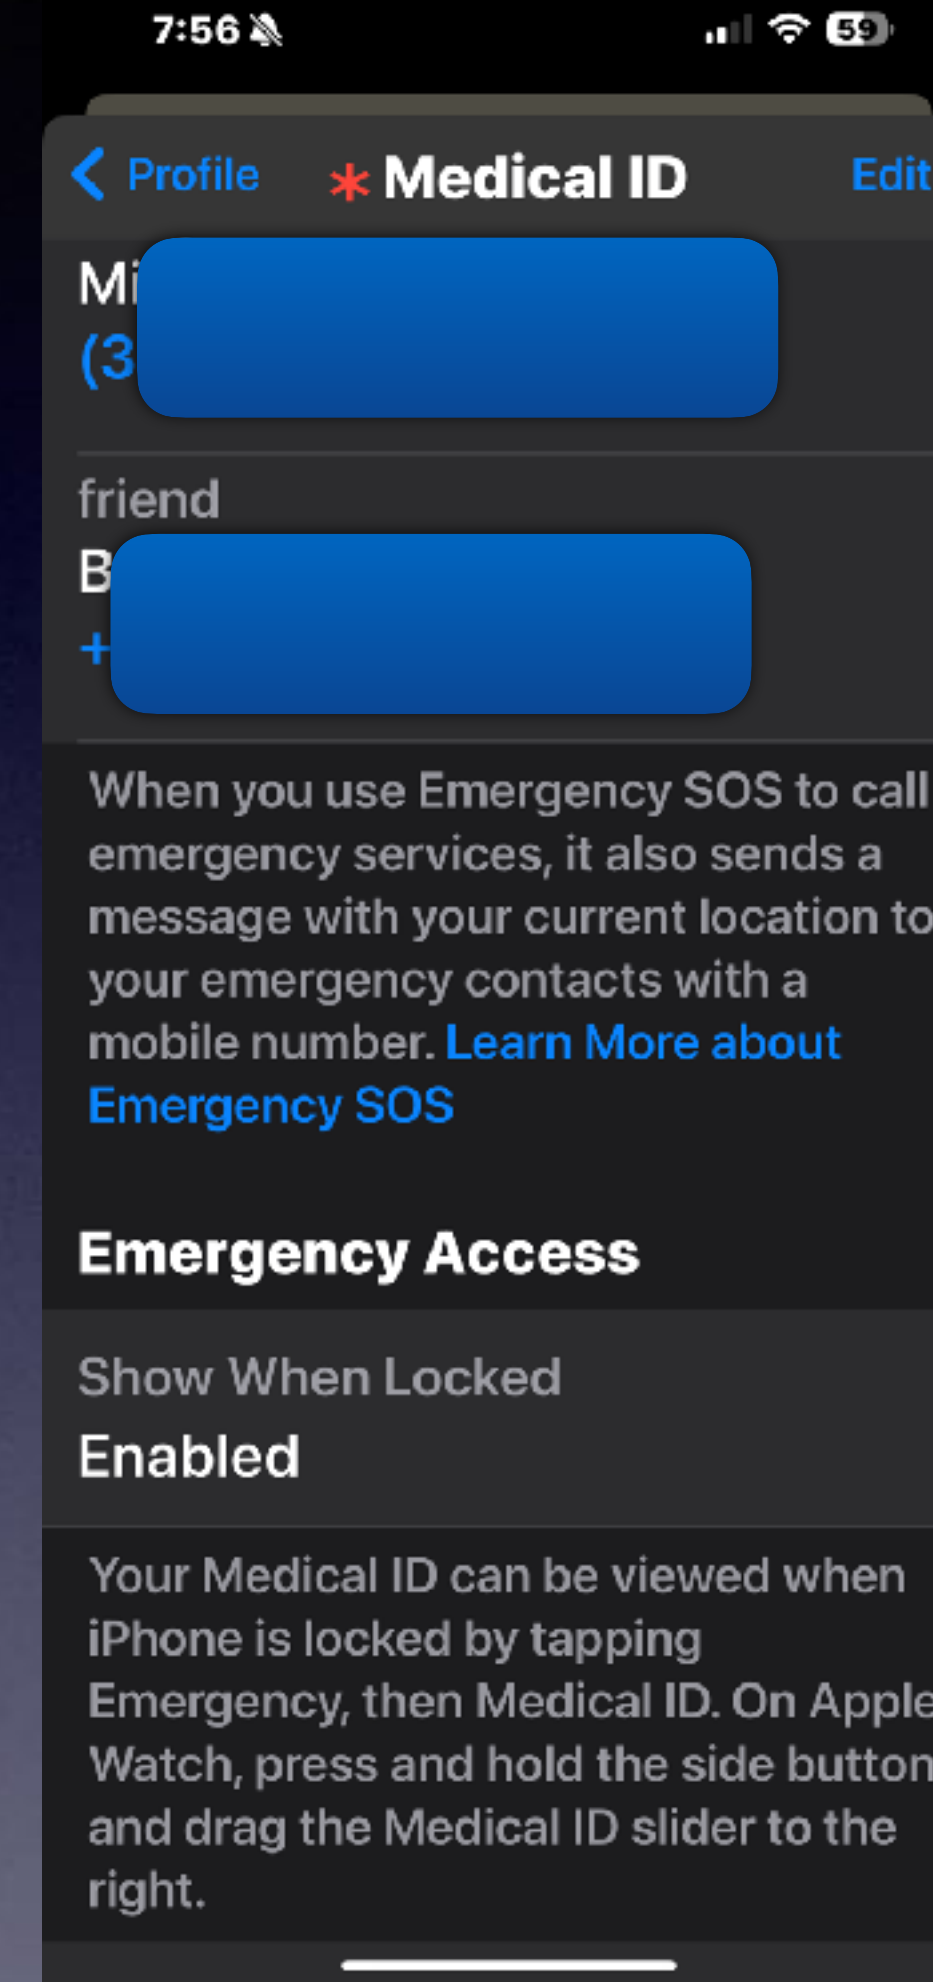 7:56
59
Profile
* Medical ID
Edit
Mi
(3
friend
B
+
When you use Emergency SOS to call
emergency services, it also sends a
message with your current location to
your emergency contacts with a
mobile number. Learn More about
Emergency SOS
Emergency Access
Show When Locked
Enabled
Your Medical ID can be viewed when
iPhone is locked by tapping
Emergency, then Medical ID. On Apple
Watch, press and hold the side button
and drag the Medical ID slider to the
right.